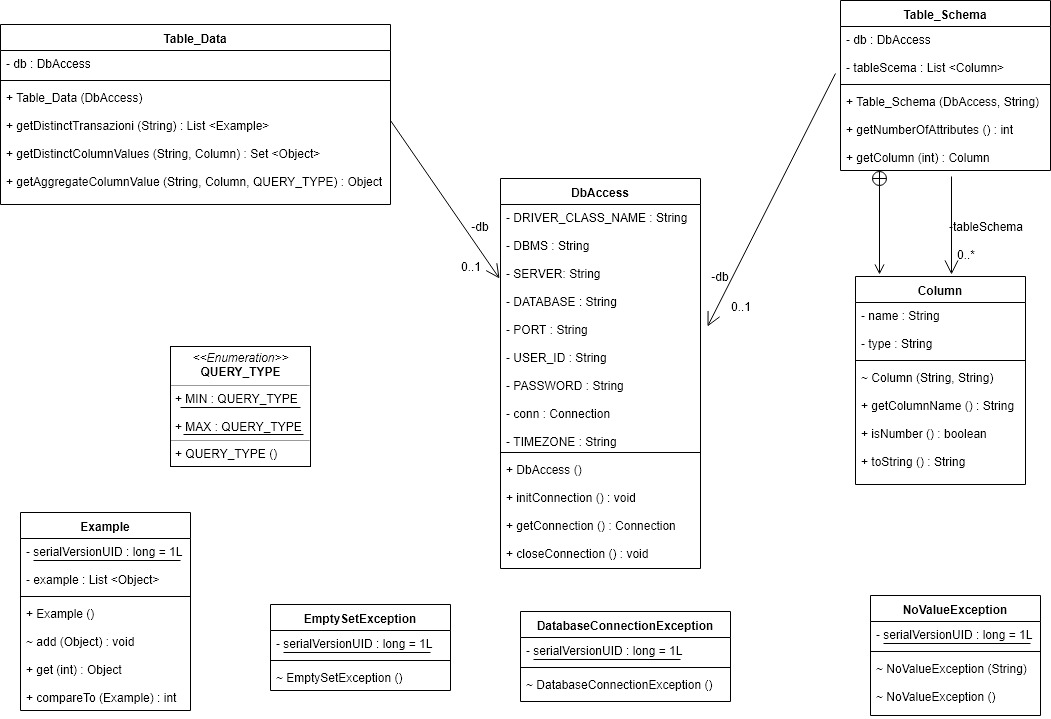 Table_Data
- db : DbAccess
+ Table_Data (DbAccess)
+ getDistinctTransazioni (String) : List <Example>
+ getDistinctColumnValues (String, Column) : Set <Object>
+ getAggregateColumnValue (String, Column, QUERY_TYPE) : Object
Table_Schema
- db : DbAccess
- tableScema : List <Column>
+ Table_Schema (DbAccess, String)
+ getNumberOfAttributes () : int
+ getColumn (int) : Column
-db
0..1
-db
0..1
-tableSchema
0..*
DbAccess
- DRIVER_CLASS_NAME : String
- DBMS : String
- SERVER: String
- DATABASE : String
- PORT : String
- USER_ID : String
- PASSWORD : String
- conn : Connection
- TIMEZONE : String
+ DbAccess ()
+ initConnection () : void
+ getConnection () : Connection
+ closeConnection () : void
Column
- name : String
- type : String
~ Column (String, String)
+ getColumnName () : String
+ isNumber () : boolean
+ toString () : String
<<Enumeration>>
QUERY_TYPE
+ MIN : QUERY_TYPE
+ MAX : QUERY_TYPE
+ QUERY_TYPE ()
Example
- serialVersionUID : long = 1L
- example : List <Object>
+ Example ()
~ add (Object) : void
+ get (int) : Object
+ compareTo (Example) : int
EmptySetException
- serialVersionUID : long = 1L
~ EmptySetException ()
DatabaseConnectionException
- serialVersionUID : long = 1L
~ DatabaseConnectionException ()
NoValueException
- serialVersionUID : long = 1L
~ NoValueException (String)
~ NoValueException ()